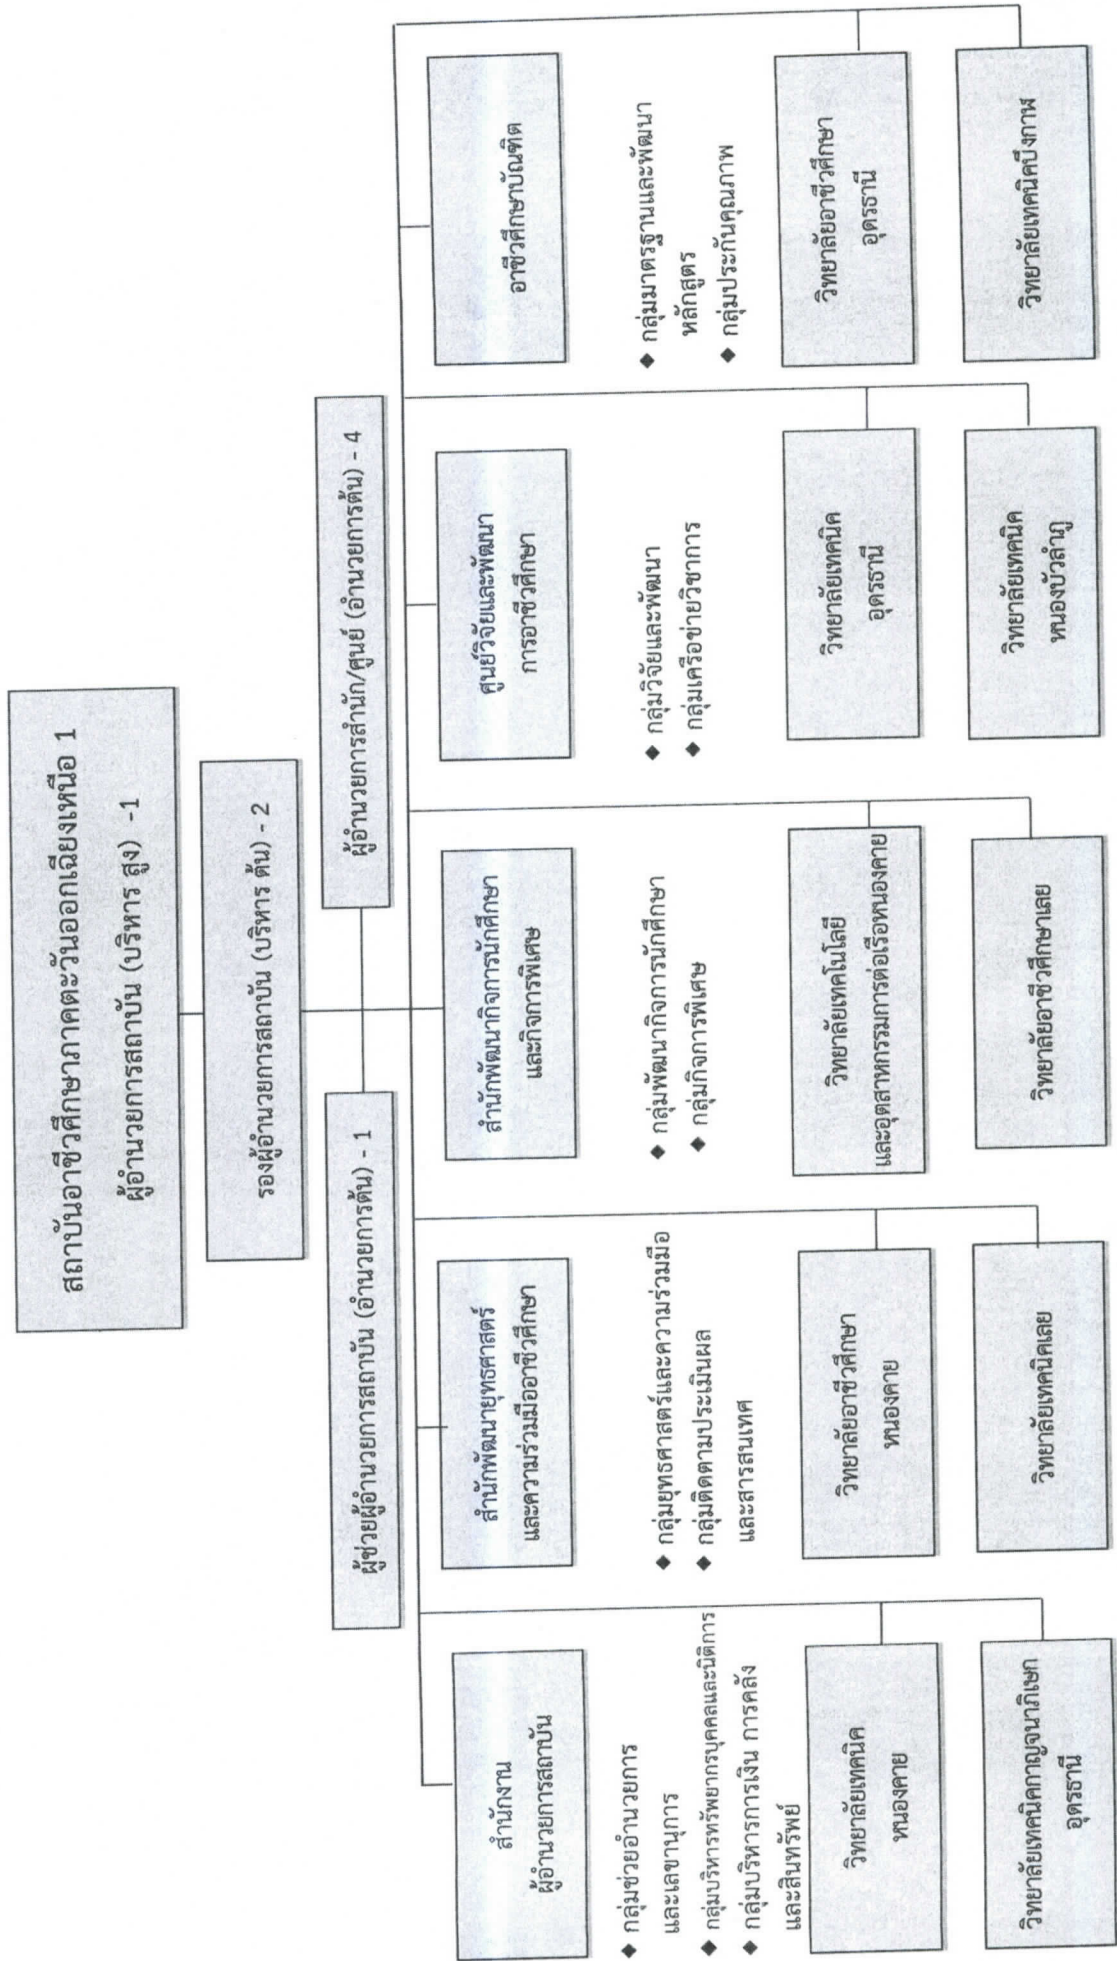 สถาบันอาชีวศึกษาภาคตะวันออกเฉียงเหนือ 1
ผู้อำนวยการสถาบัน (บริหาร สูง) -1
รองผู้อำนวยการสถาบัน (บริหาร ต้น) - 2
ผู้ช่วยผู้อำนวยการสถาบัน (อำนวยการต้น) - 1
ผู้อำนวยการสำนัก/ศูนย์ (อำนวยการต้น) - 4
สำนักงาน
ผู้อำนวยการสถาบัน
◆ กลุ่มช่วยอำนวยการ
และเลขานุการ
◆ กลุ่มบริหารทรัพยากรบุคคลและนิติการ
◆ กลุ่มบริหารการเงิน การคลัง
และสินทรัพย์
วิทยาลัยเทคนิค
หนองคาย
วิทยาลัยเทคนิคกาญจนาภิเษก
อุดรธานี
สำนักพัฒนายุทธศาสตร์
และความร่วมมืออาชีวศึกษา
◆ กลุ่มยุทธศาสตร์และความร่วมมือ
◆ กลุ่มติดตามประเมินผล
และสารสนเทศ
วิทยาลัยอาชีวศึกษา
หนองคาย
วิทยาลัยเทคนิคเลย
สำนักพัฒนากิจการนักศึกษา
และกิจการพิเศษ
◆ กลุ่มพัฒนากิจการนักศึกษา
◆ กลุ่มกิจการพิเศษ
วิทยาลัยเทคโนโลยี
และอุตสาหกรรมการต่อเรือหนองคาย
วิทยาลัยอาชีวศึกษาเลย
ศูนย์วิจัยและพัฒนา
การอาชีวศึกษา
◆ กลุ่มวิจัยและพัฒนา
◆ กลุ่มเครือข่ายวิชาการ
วิทยาลัยเทคนิค
อุดรธานี
วิทยาลัยเทคนิค
หนองบัวลำภู
อาชีวศึกษาบัณฑิต
◆ กลุ่มมาตรฐานและพัฒนา
หลักสูตร
◆ กลุ่มประกันคุณภาพ
วิทยาลัยอาชีวศึกษา
อุดรธานี
วิทยาลัยเทคนิคบึงกาฬ